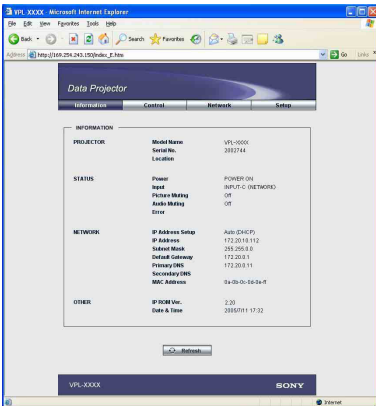 VPL-XXXX - Microsoft Internet Explorer
File Edit View Favorites Tools Help
Back Search Favorites
Address http://169.254.243.150/index_E.htm Go Links
Data Projector
Information Control Network Setup
INFORMATION
PROJECTOR Model Name VPL-XXXX
Serial No. 2002744
Location
STATUS Power POWER ON
Input INPUT-C (NETWORK)
Picture Muting Off
Audio Muting Off
Error
NETWORK IP Address Setup Auto (DHCP)
IP Address 172.20.10.112
Subnet Mask 255.255.0.0
Default Gateway 172.20.0.1
Primary DNS 172.20.0.11
Secondary DNS
MAC Address 0a-0b-0c-0d-0e-ff
OTHER IP ROM Ver. 2.20
Date & Time 2005/7/11 17:32
Refresh
VPL-XXXX SONY
Internet